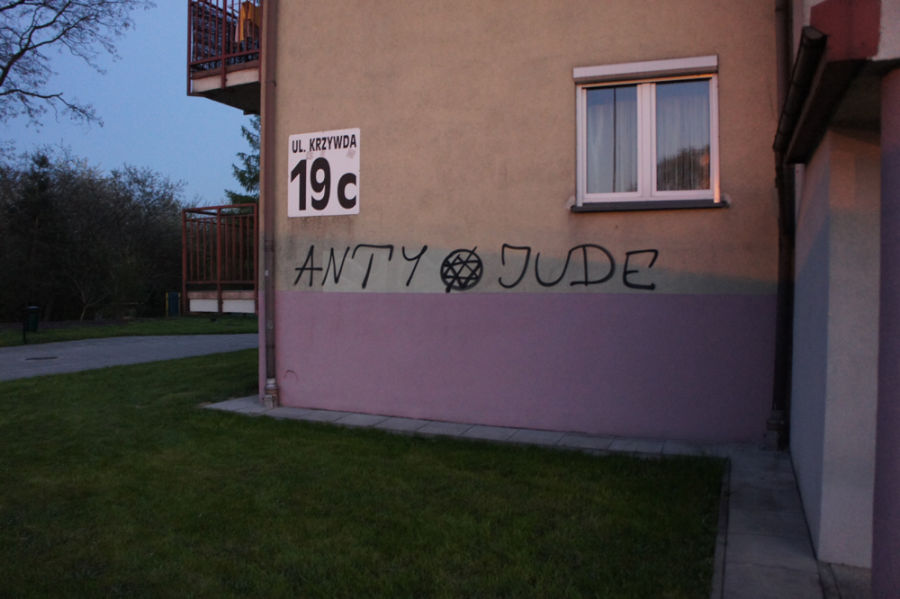 UL. KRZYWDA
19c
ANTY JUDE